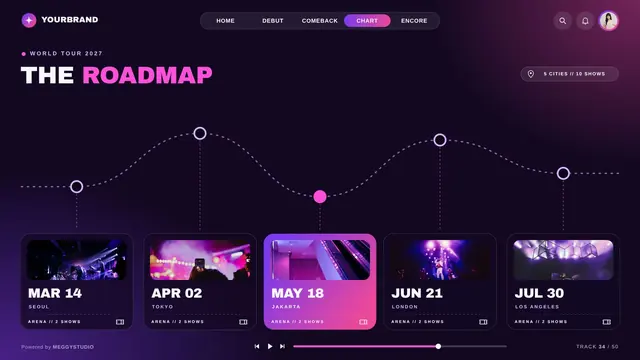 YOURBRAND
HOME DEBUT COMEBACK CHART ENCORE
WORLD TOUR 2027
THE ROADMAP
5 CITIES // 10 SHOWS
MAR 14
SEOUL
ARENA // 2 SHOWS
APR 02
TOKYO
ARENA // 2 SHOWS
MAY 18
JAKARTA
ARENA // 2 SHOWS
JUN 21
LONDON
ARENA // 2 SHOWS
JUL 30
LOS ANGELES
ARENA // 2 SHOWS
Powered by MEGGYSTUDIO
TRACK 34 / 50